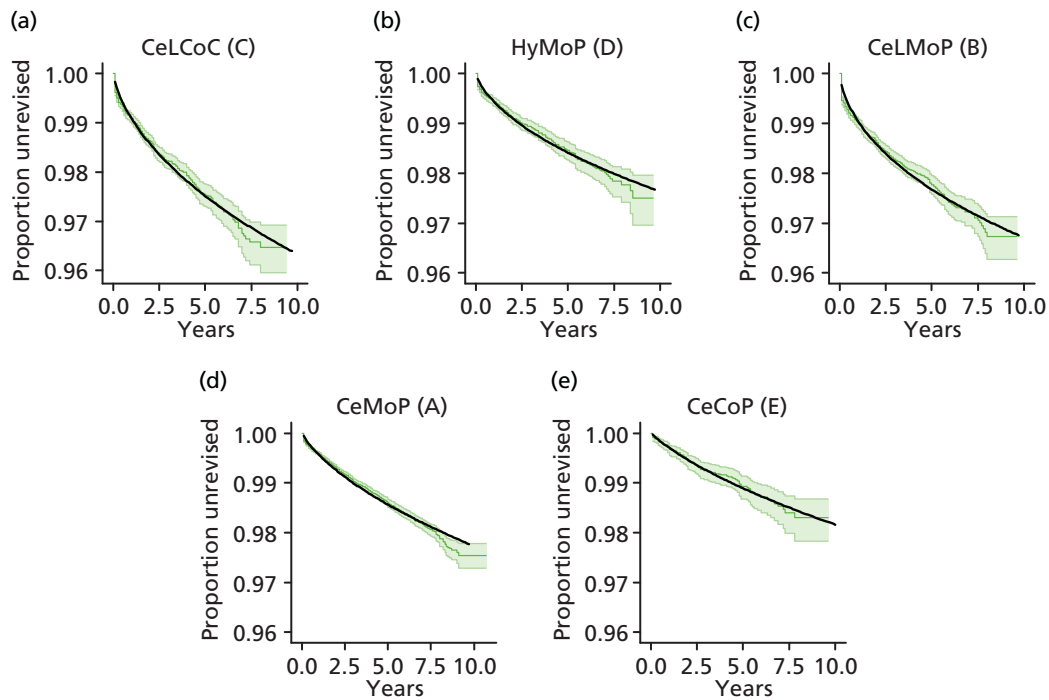 (a)
CeLCoC (C)
Proportion unrevised
1.00
0.99
0.98
0.97
0.96
0.0 2.5 5.0 7.5 10.0
Years
(b)
HyMoP (D)
Proportion unrevised
1.00
0.99
0.98
0.97
0.96
0.0 2.5 5.0 7.5 10.0
Years
(c)
CeLMoP (B)
Proportion unrevised
1.00
0.99
0.98
0.97
0.96
0.0 2.5 5.0 7.5 10.0
Years
(d)
CeMoP (A)
Proportion unrevised
1.00
0.99
0.98
0.97
0.96
0.0 2.5 5.0 7.5 10.0
Years
(e)
CeCoP (E)
Proportion unrevised
1.00
0.99
0.98
0.97
0.96
0.0 2.5 5.0 7.5 10.0
Years